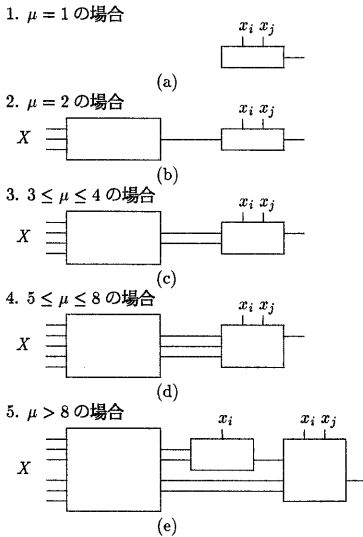 1. μ = 1 の場合
x_i x_j
(a)
2. μ = 2 の場合
x_i x_j
X
(b)
3. 3 ≤ μ ≤ 4 の場合
x_i x_j
X
(c)
4. 5 ≤ μ ≤ 8 の場合
x_i x_j
X
(d)
5. μ > 8 の場合
x_i x_i x_j
X
(e)